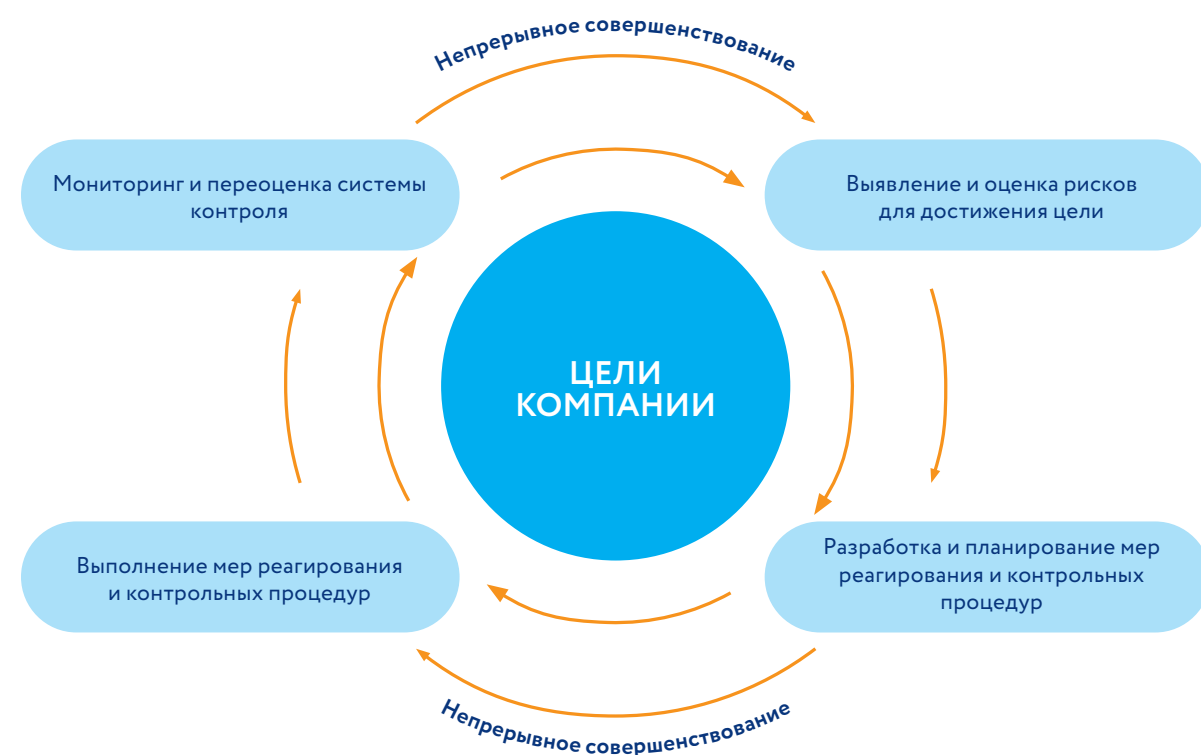 Непрерывное совершенствование
Мониторинг и переоценка системы
контроля
Выявление и оценка рисков
для достижения цели
ЦЕЛИ
КОМПАНИИ
Выполнение мер реагирования
и контрольных процедур
Разработка и планирование мер
реагирования и контрольных
процедур
Непрерывное совершенствование